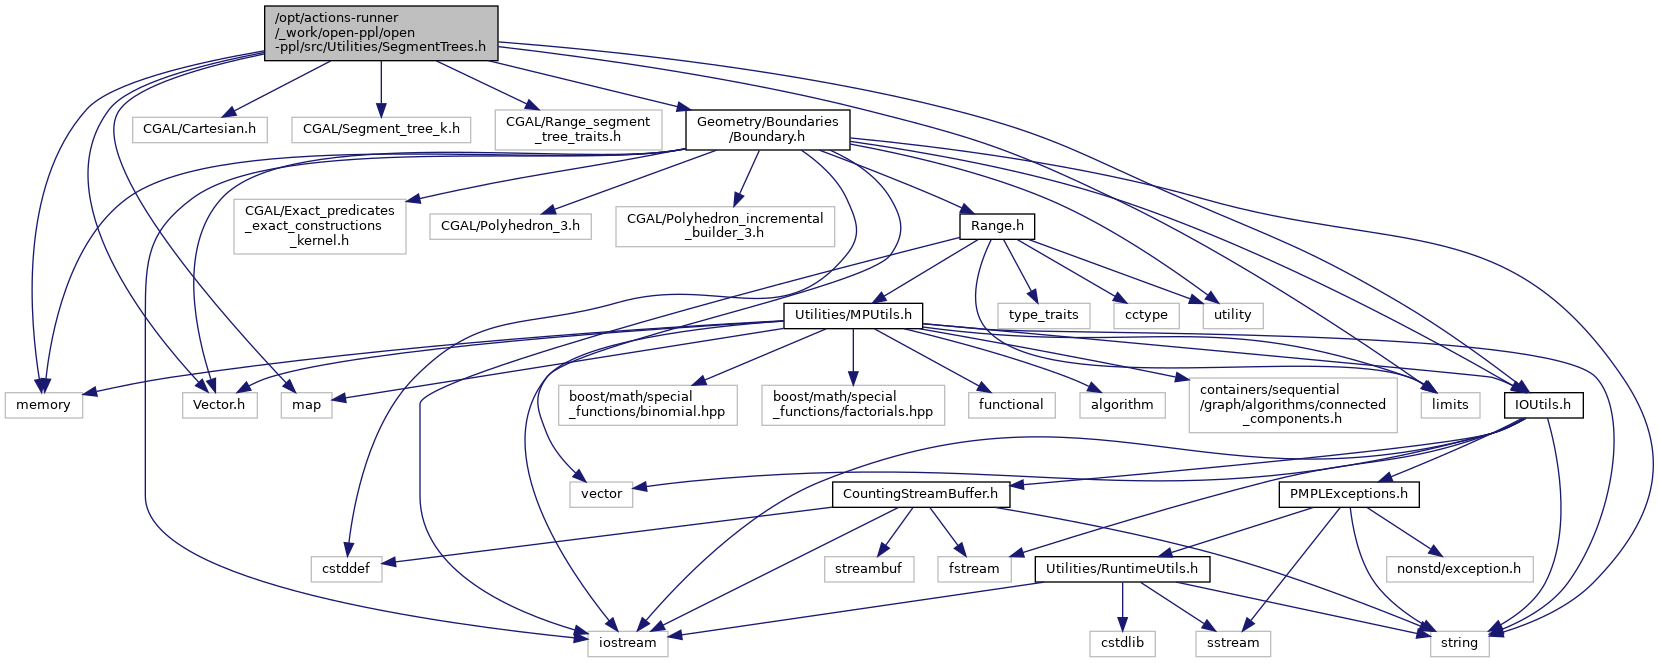 /opt/actions-runner
/_work/open-ppl/open
-ppl/src/Utilities/SegmentTrees.h
CGAL/Cartesian.h
CGAL/Segment_tree_k.h
CGAL/Range_segment
_tree_traits.h
Geometry/Boundaries
/Boundary.h
CGAL/Exact_predicates
_exact_constructions
_kernel.h
CGAL/Polyhedron_3.h
CGAL/Polyhedron_incremental
_builder_3.h
Range.h
Utilities/MPUtils.h
type_traits
cctype
utility
memory
Vector.h
map
boost/math/special
_functions/binomial.hpp
boost/math/special
_functions/factorials.hpp
functional
algorithm
containers/sequential
/graph/algorithms/connected
_components.h
limits
IOUtils.h
vector
CountingStreamBuffer.h
PMPLExceptions.h
cstddef
streambuf
fstream
Utilities/RuntimeUtils.h
nonstd/exception.h
iostream
cstdlib
sstream
string